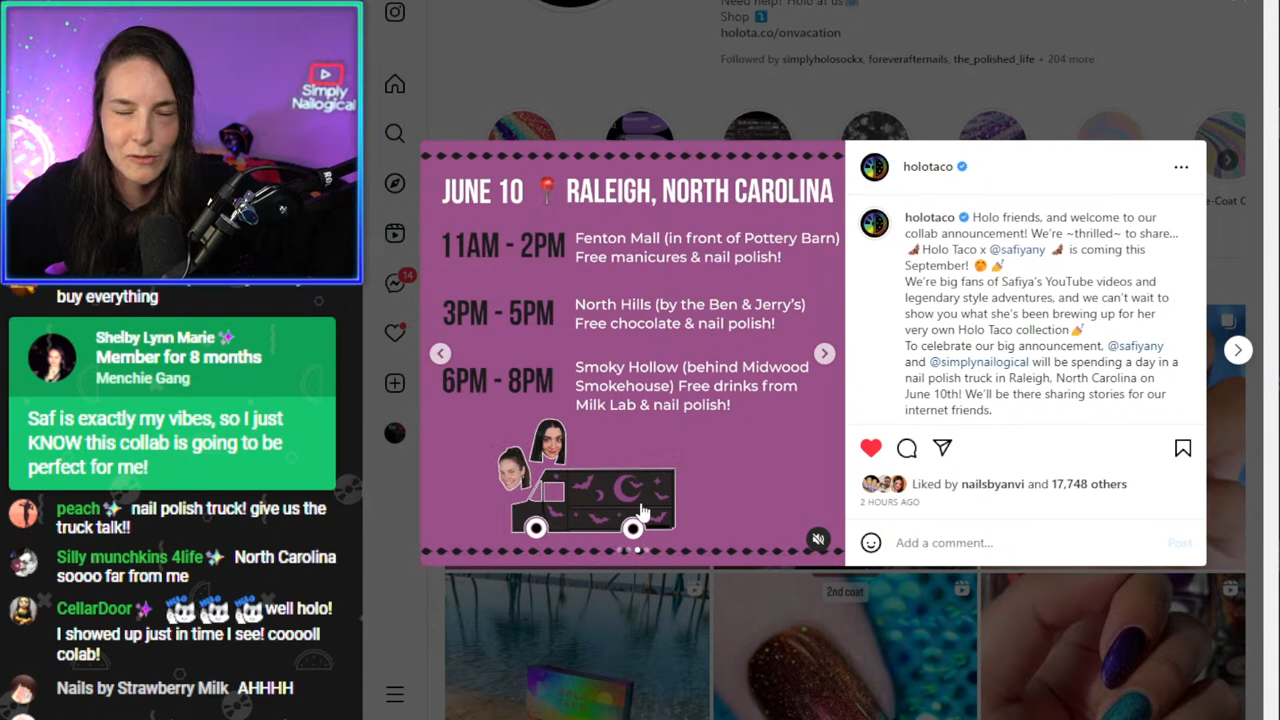 Simply
Nailogical
buy everything
Shelby Lynn Marie
Member for 8 months
Menchie Gang
Saf is exactly my vibes, so I just
KNOW this collab is going to be
perfect for me!
peach nail polish truck! give us the
truck talk!!
Silly munchkins 4life North Carolina
soooo far from me
CellarDoor well holo!
I showed up just in time I see! cooooll
colab!
Nails by Strawberry Milk AHHHH
14
Need help? Holo at us
Shop
holota.co/onvacation
Followed by simplyholosockx, foreverafternails, the_polished_life • 204 more
e-Coat C
JUNE 10 RALEIGH, NORTH CAROLINA
11AM - 2PM
Fenton Mall (in front of Pottery Barn)
Free manicures & nail polish!
3PM - 5PM
North Hills (by the Ben & Jerry's)
Free chocolate & nail polish!
6PM - 8PM
Smoky Hollow (behind Midwood
Smokehouse) Free drinks from
Milk Lab & nail polish!
holotaco
holotaco Holo friends, and welcome to our
collab announcement! We're ~thrilled~ to share...
Holo Taco x @safiyany is coming this
September!
We're big fans of Safiya's YouTube videos and
legendary style adventures, and we can't wait to
show you what she's been brewing up for her
very own Holo Taco collection
To celebrate our big announcement, @safiyany
and @simplynailogical will be spending a day in a
nail polish truck in Raleigh, North Carolina on
June 10th! We'll be there sharing stories for our
internet friends.
Liked by nailsbyanvi and 17,748 others
2 HOURS AGO
Add a comment...
Post
2nd coat